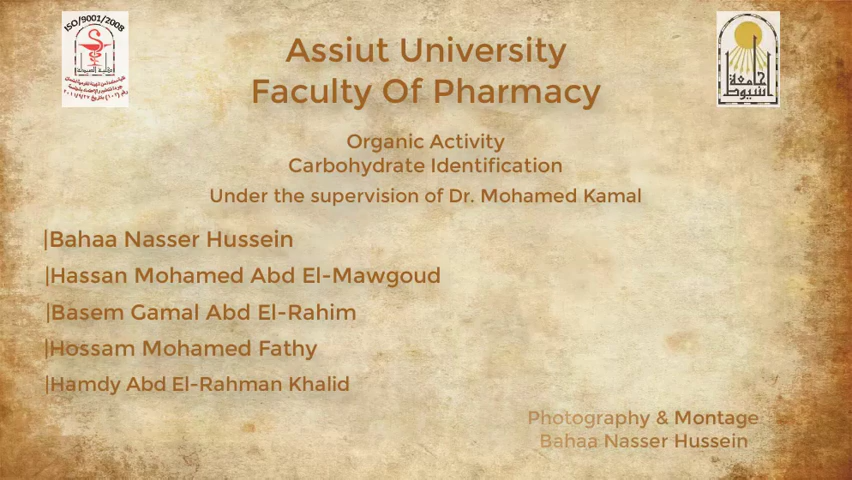 ISO/9001/2008
Assiut University
Faculty Of Pharmacy
جامعة
اسيوط
Organic Activity
Carbohydrate Identification
Under the supervision of Dr. Mohamed Kamal
|Bahaa Nasser Hussein
|Hassan Mohamed Abd El-Mawgoud
|Basem Gamal Abd El-Rahim
|Hossam Mohamed Fathy
|Hamdy Abd El-Rahman Khalid
Photography & Montage
Bahaa Nasser Hussein